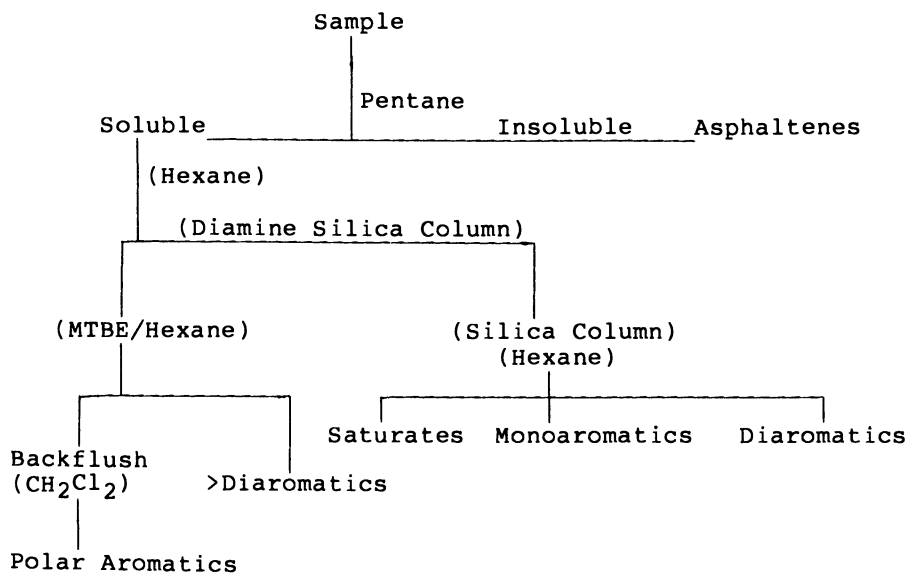 Sample
Pentane
Soluble Insoluble Asphaltenes
(Hexane)
(Diamine Silica Column)
(MTBE/Hexane) (Silica Column)
(Hexane)
Saturates Monoaromatics Diaromatics
Backflush
(CH₂Cl₂) >Diaromatics
Polar Aromatics